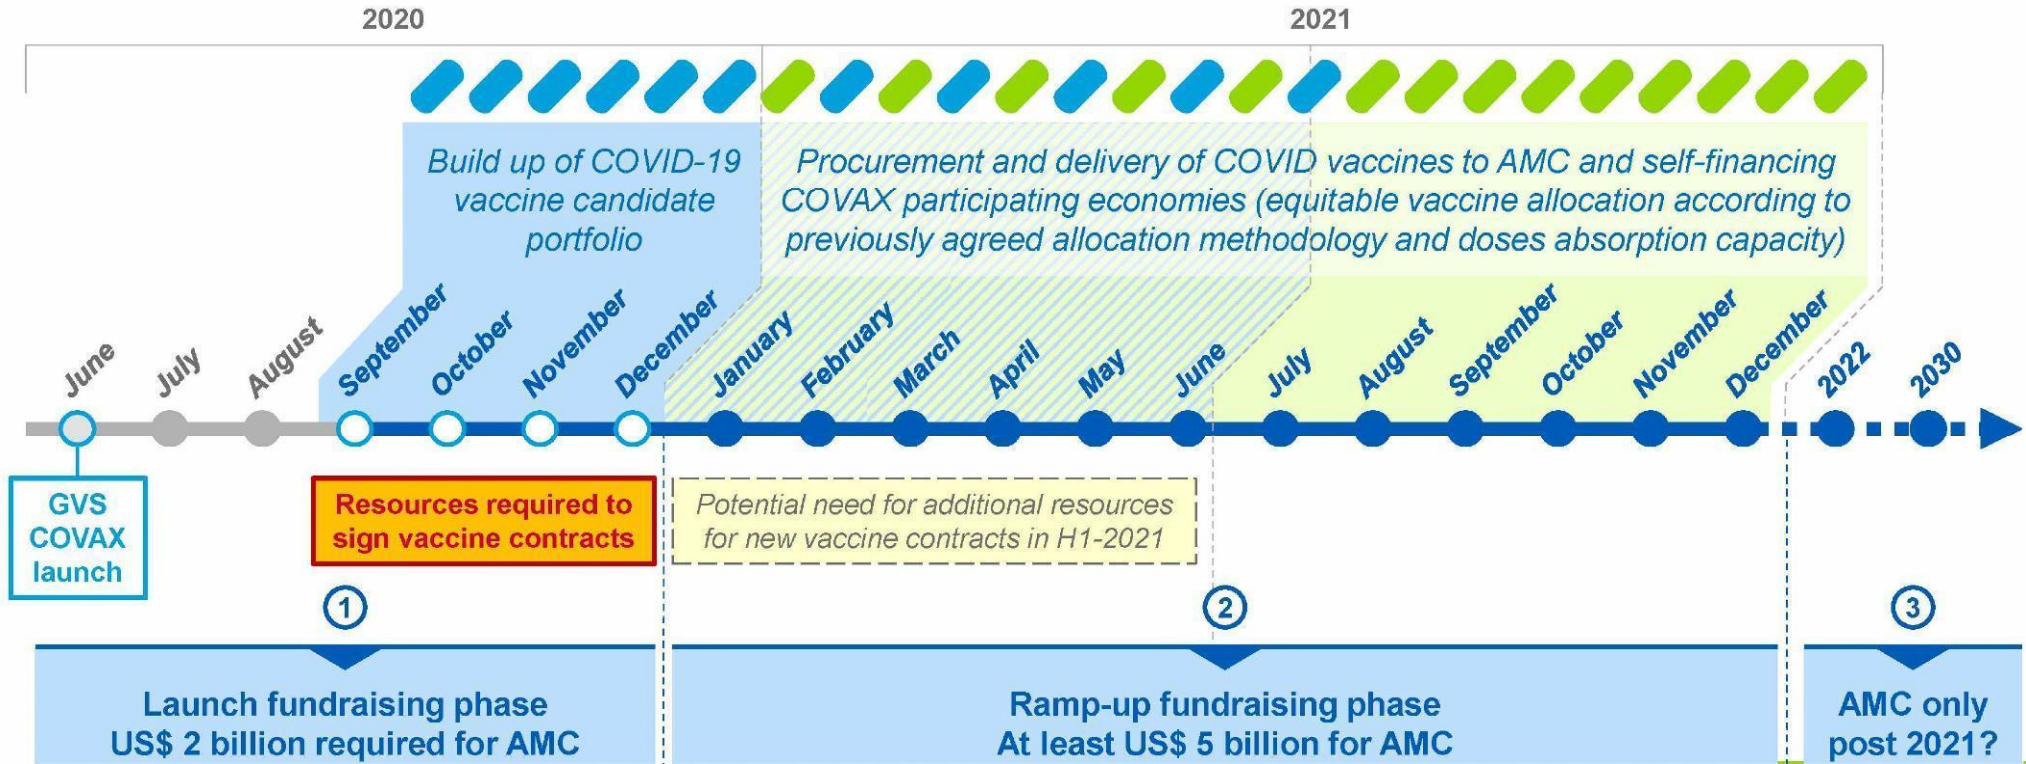 2020
2021
Build up of COVID-19
vaccine candidate
portfolio
Procurement and delivery of COVID vaccines to AMC and self-financing
COVAX participating economies (equitable vaccine allocation according to
previously agreed allocation methodology and doses absorption capacity)
June
July
August
September
October
November
December
January
February
March
April
May
June
July
August
September
October
November
December
2022
2030
GVS
COVAX
launch
Resources required to
sign vaccine contracts
Potential need for additional resources
for new vaccine contracts in H1-2021
1
2
3
Launch fundraising phase
US$ 2 billion required for AMC
Ramp-up fundraising phase
At least US$ 5 billion for AMC
AMC only
post 2021?